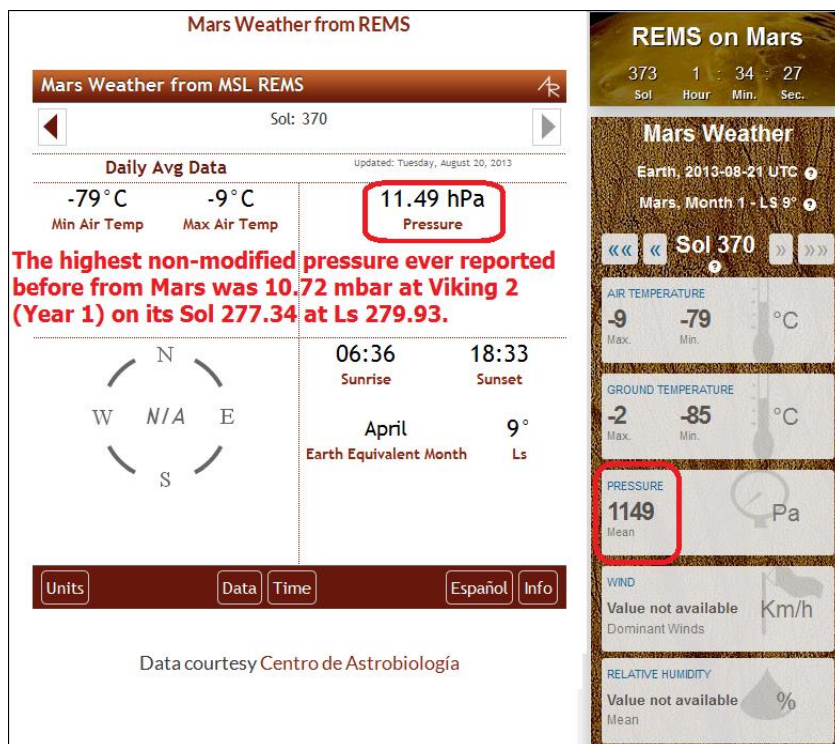 Mars Weather from REMS
Mars Weather from MSL REMS
Sol: 370
Daily Avg Data
Updated: Tuesday, August 20, 2013
-79°C
-9°C
11.49 hPa
Min Air Temp
Max Air Temp
Pressure
The highest non-modified pressure ever reported
before from Mars was 10.72 mbar at Viking 2
(Year 1) on its Sol 277.34 at Ls 279.93.
N
W
N/A
E
S
06:36
18:33
Sunrise
Sunset
April
9°
Earth Equivalent Month
Ls
Units
Data
Time
Español
Info
Data courtesy Centro de Astrobiología
REMS on Mars
373 1 : 34 : 27
Sol Hour Min. Sec.
Mars Weather
Earth, 2013-08-21 UTC ?
Mars, Month 1 - LS 9° ?
«« « Sol 370 » »»
?
AIR TEMPERATURE
-9 -79 °C
Max. Min.
GROUND TEMPERATURE
-2 -85 °C
Max. Min.
PRESSURE
1149 Pa
Mean
WIND
Value not available Km/h
Dominant Winds
RELATIVE HUMIDITY
Value not available %
Mean